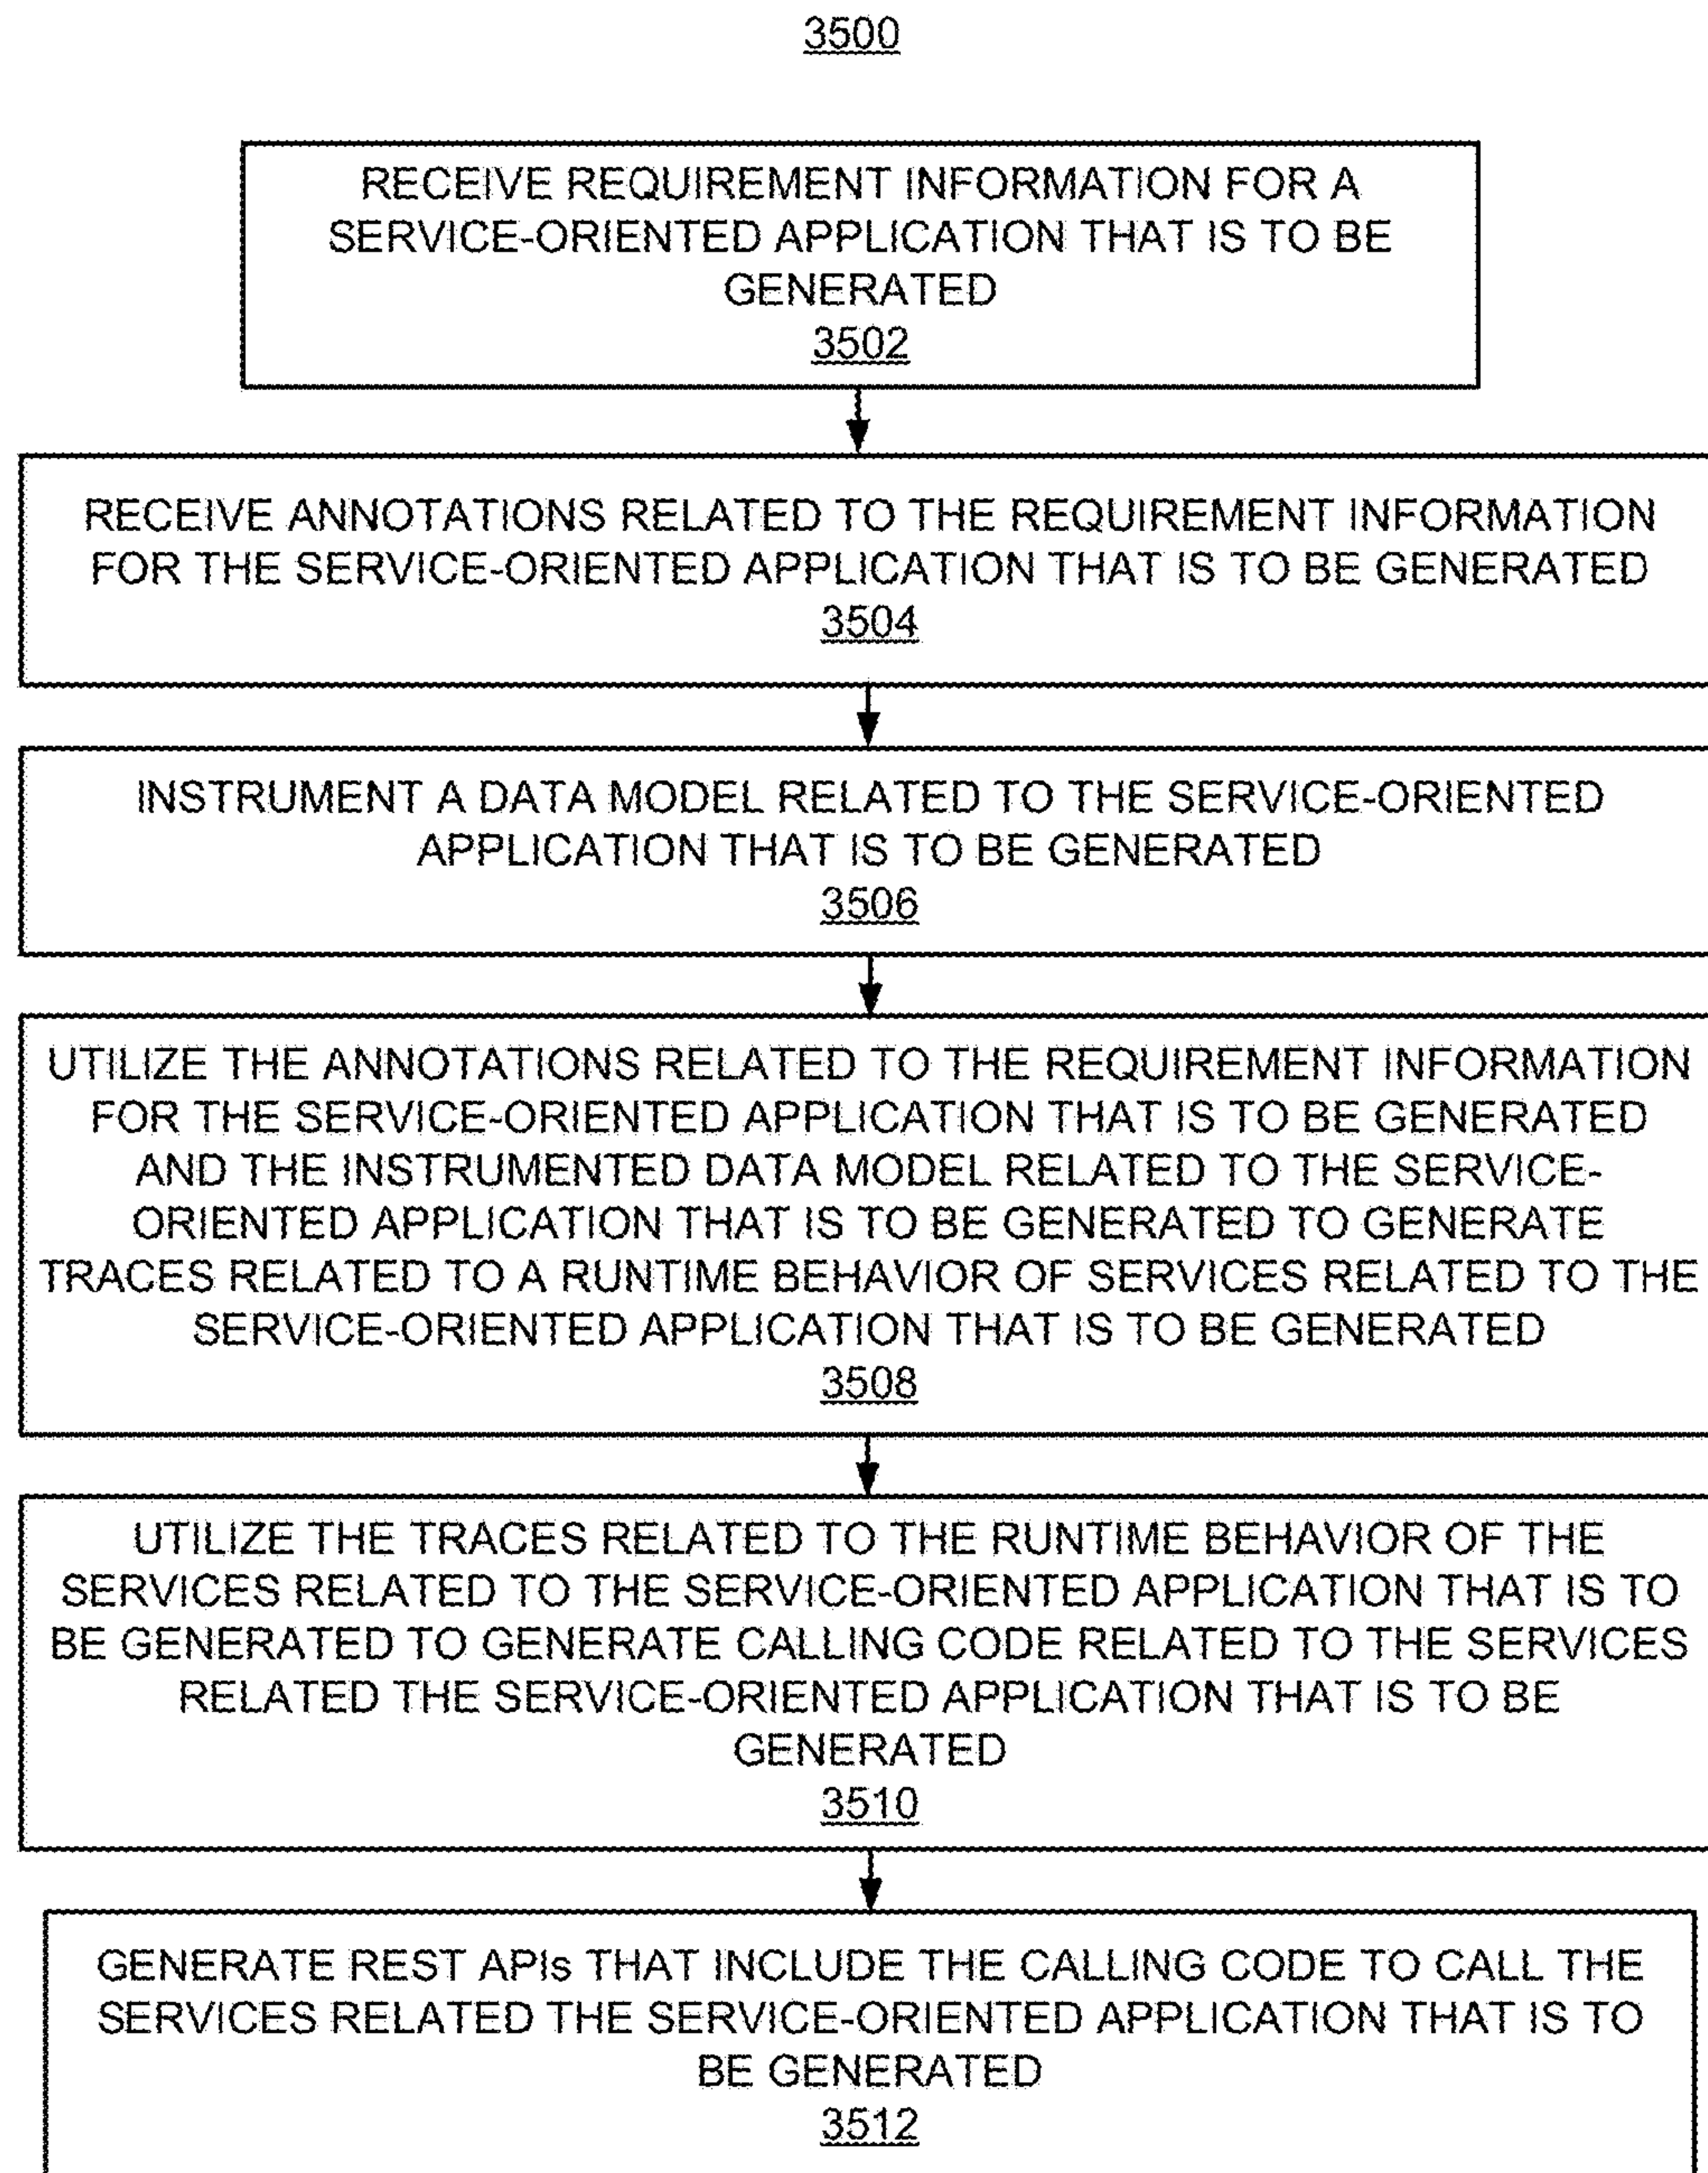 3500
RECEIVE REQUIREMENT INFORMATION FOR A
SERVICE-ORIENTED APPLICATION THAT IS TO BE
GENERATED
3502
RECEIVE ANNOTATIONS RELATED TO THE REQUIREMENT INFORMATION
FOR THE SERVICE-ORIENTED APPLICATION THAT IS TO BE GENERATED
3504
INSTRUMENT A DATA MODEL RELATED TO THE SERVICE-ORIENTED
APPLICATION THAT IS TO BE GENERATED
3506
UTILIZE THE ANNOTATIONS RELATED TO THE REQUIREMENT INFORMATION
FOR THE SERVICE-ORIENTED APPLICATION THAT IS TO BE GENERATED
AND THE INSTRUMENTED DATA MODEL RELATED TO THE SERVICE-
ORIENTED APPLICATION THAT IS TO BE GENERATED TO GENERATE
TRACES RELATED TO A RUNTIME BEHAVIOR OF SERVICES RELATED TO THE
SERVICE-ORIENTED APPLICATION THAT IS TO BE GENERATED
3508
UTILIZE THE TRACES RELATED TO THE RUNTIME BEHAVIOR OF THE
SERVICES RELATED TO THE SERVICE-ORIENTED APPLICATION THAT IS TO
BE GENERATED TO GENERATE CALLING CODE RELATED TO THE SERVICES
RELATED THE SERVICE-ORIENTED APPLICATION THAT IS TO BE
GENERATED
3510
GENERATE REST APIs THAT INCLUDE THE CALLING CODE TO CALL THE
SERVICES RELATED THE SERVICE-ORIENTED APPLICATION THAT IS TO
BE GENERATED
3512